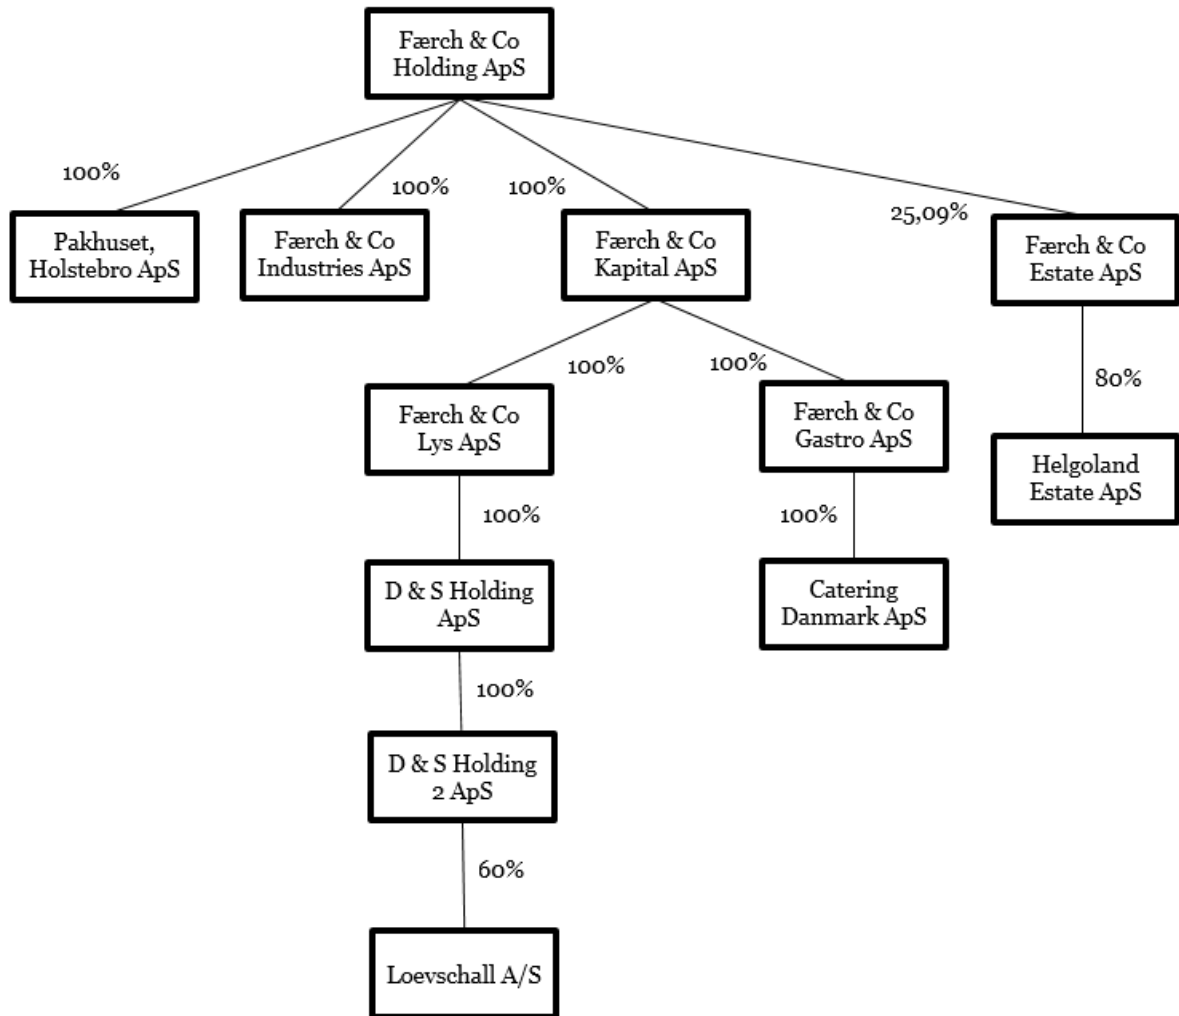 Færch & Co
Holding ApS
100%
100%
100%
25,09%
Pakhuset,
Holstebro ApS
Færch & Co
Industries ApS
Færch & Co
Kapital ApS
Færch & Co
Estate ApS
100%
100%
80%
Færch & Co
Lys ApS
Færch & Co
Gastro ApS
Helgoland
Estate ApS
100%
100%
D & S Holding
ApS
Catering
Danmark ApS
100%
D & S Holding
2 ApS
60%
Loevschall A/S